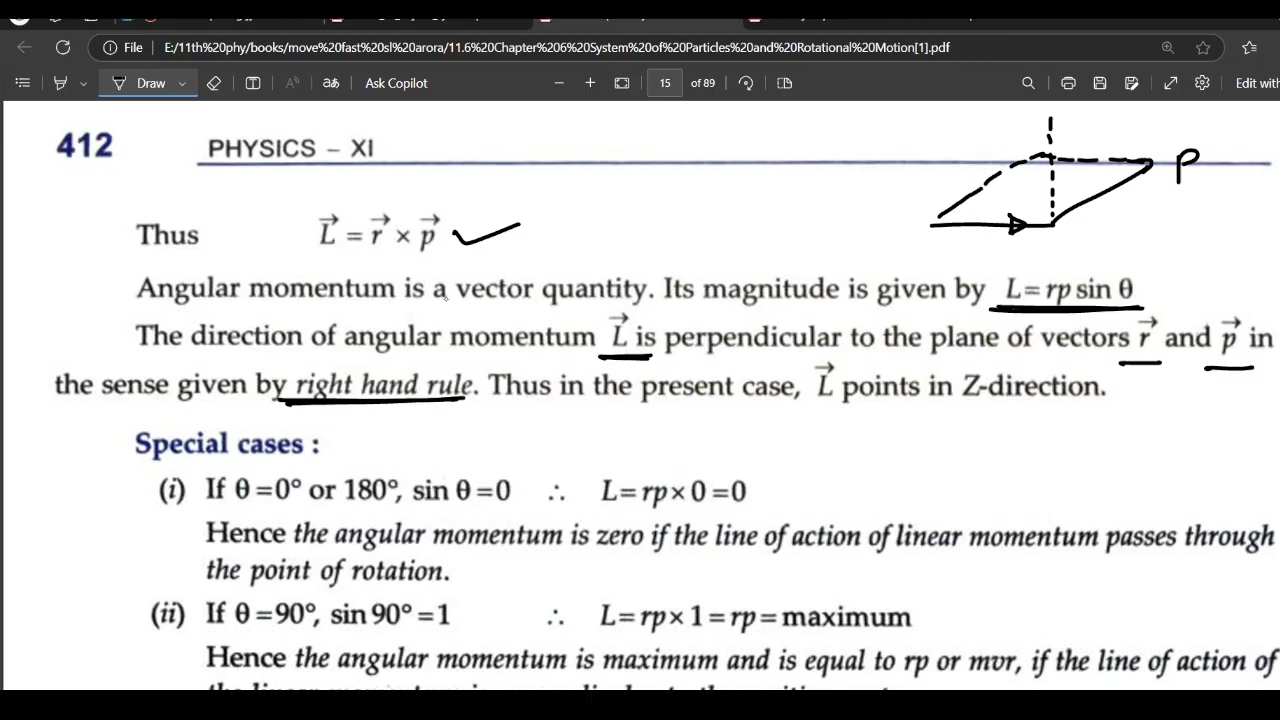 File E:/11th%20phy/books/move%20fast%20sl%20arora/11.6%20Chapter%206%20System%20of%20Particles%20and%20Rotational%20Motion[1].pdf
Draw Ask Copilot 15 of 89 Edit with
412 PHYSICS – XI
P
Thus L⃗ = r⃗ × p⃗
Angular momentum is a vector quantity. Its magnitude is given by L = rp sin θ
The direction of angular momentum L⃗ is perpendicular to the plane of vectors r⃗ and p⃗ in
the sense given by right hand rule. Thus in the present case, L⃗ points in Z-direction.
Special cases :
(i) If θ = 0° or 180°, sin θ = 0 ∴ L = rp × 0 = 0
Hence the angular momentum is zero if the line of action of linear momentum passes through
the point of rotation.
(ii) If θ = 90°, sin 90° = 1 ∴ L = rp × 1 = rp = maximum
Hence the angular momentum is maximum and is equal to rp or mvr, if the line of action of